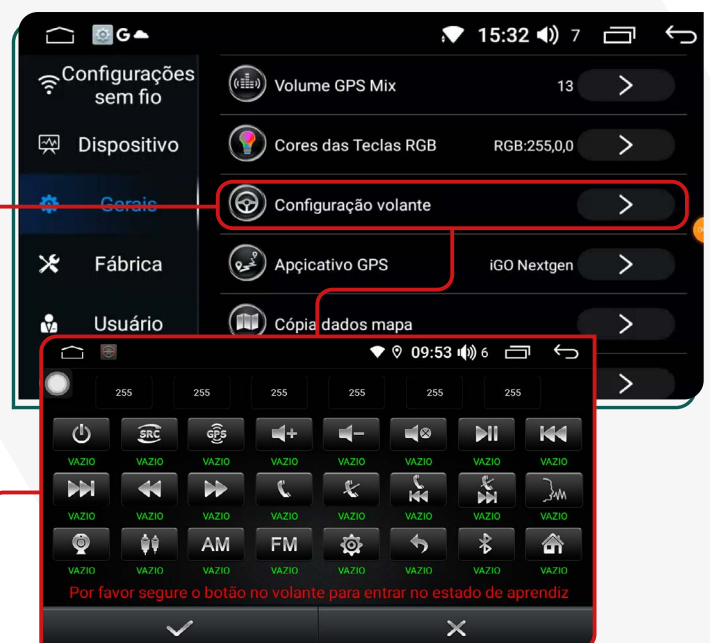 G
15:32
7
Configurações
sem fio
Volume GPS Mix
13
Dispositivo
Cores das Teclas RGB
RGB:255,0,0
Gerais
Configuração volante
Fábrica
Apçicativo GPS
iGO Nextgen
Usuário
Cópia dados mapa
09:53
6
255 255 255 255 255 255
SRC GPS
VAZIO VAZIO VAZIO VAZIO VAZIO VAZIO VAZIO VAZIO
VAZIO VAZIO VAZIO VAZIO VAZIO VAZIO VAZIO VAZIO
AM FM
VAZIO VAZIO VAZIO VAZIO VAZIO VAZIO VAZIO VAZIO
Por favor segure o botão no volante para entrar no estado de aprendiz